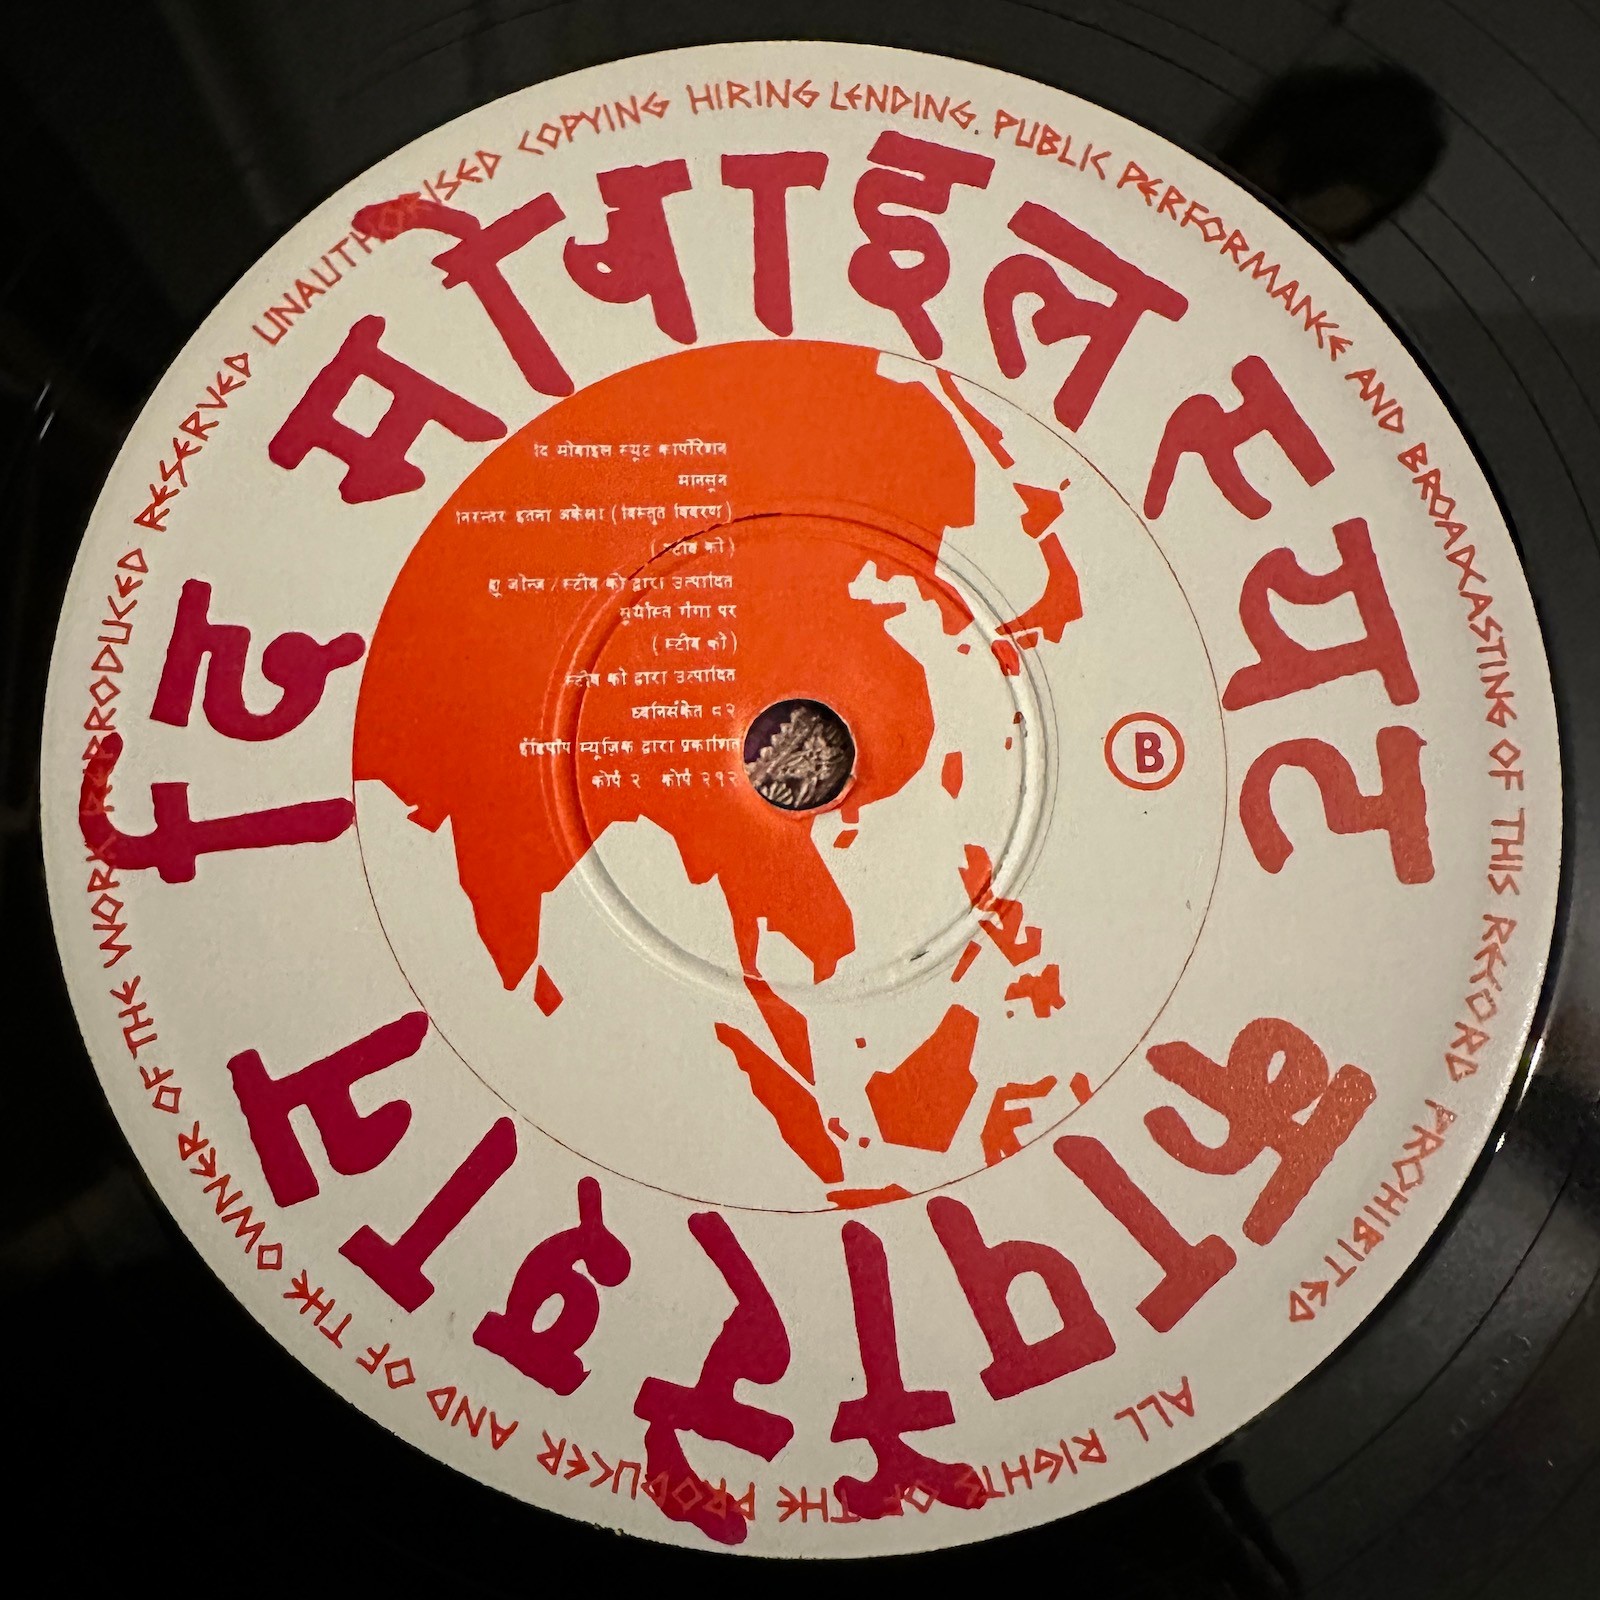 दि मोबाइल स्युट कार्पोरेशन
ALL RIGHTS OF THE PRODUCER AND OF THE OWNER OF THE WORK REPRODUCED RESERVED UNAUTHORISED COPYING HIRING LENDING PUBLIC PERFORMANCE AND BROADCASTING OF THIS RECORD PROHIBITED
दि मोबाइल स्यूट कार्पोरेशन
मानसून
निरन्तर इतना अकेला (विस्तृत विवरण)
(स्टीव को)
ह्यू जोन्ज / स्टीव को द्वारा उत्पादित
सूर्यास्त गंगा पर
(स्टीव को)
स्टीव को द्वारा उत्पादित
ध्वनिसंकेत ८२
इंडिपॉप म्यूज़िक द्वारा प्रकाशित
कोर्प २ कोर्प २१२
B